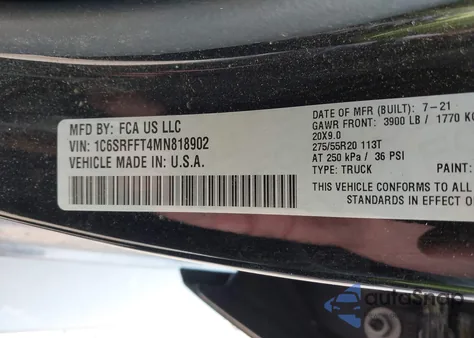 MFD BY: FCA US LLC
VIN: 1C6SRFFT4MN818902
VEHICLE MADE IN U.S.A.
DATE OF MFR (BUILT): 7-21
GAWR FRONT: 3900 LB / 1770 KG
20X9.0
275/55R20 113T
AT 250 kPa / 36 PSI
TYPE: TRUCK PAINT:
THIS VEHICLE CONFORMS TO ALL
STANDARDS IN EFFECT O
autoSnap